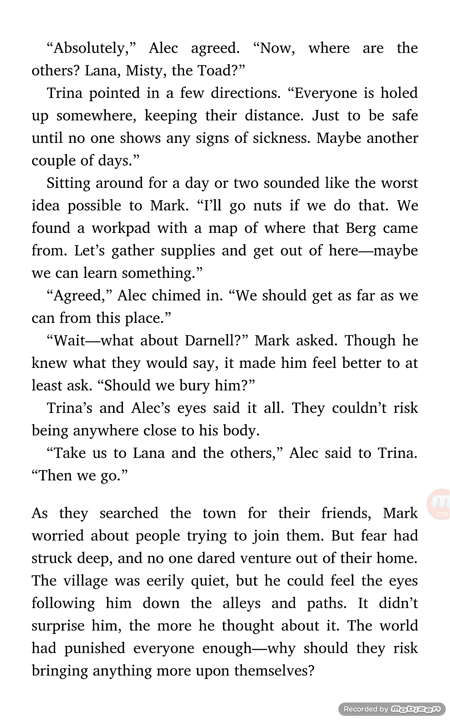 “Absolutely,” Alec agreed. “Now, where are the
others? Lana, Misty, the Toad?”
Trina pointed in a few directions. “Everyone is holed
up somewhere, keeping their distance. Just to be safe
until no one shows any signs of sickness. Maybe another
couple of days.”
Sitting around for a day or two sounded like the worst
idea possible to Mark. “I’ll go nuts if we do that. We
found a workpad with a map of where that Berg came
from. Let’s gather supplies and get out of here—maybe
we can learn something.”
“Agreed,” Alec chimed in. “We should get as far as we
can from this place.”
“Wait—what about Darnell?” Mark asked. Though he
knew what they would say, it made him feel better to at
least ask. “Should we bury him?”
Trina’s and Alec’s eyes said it all. They couldn’t risk
being anywhere close to his body.
“Take us to Lana and the others,” Alec said to Trina.
“Then we go.”
As they searched the town for their friends, Mark
worried about people trying to join them. But fear had
struck deep, and no one dared venture out of their home.
The village was eerily quiet, but he could feel the eyes
following him down the alleys and paths. It didn’t
surprise him, the more he thought about it. The world
had punished everyone enough—why should they risk
bringing anything more upon themselves?
Recorded by Mobizen